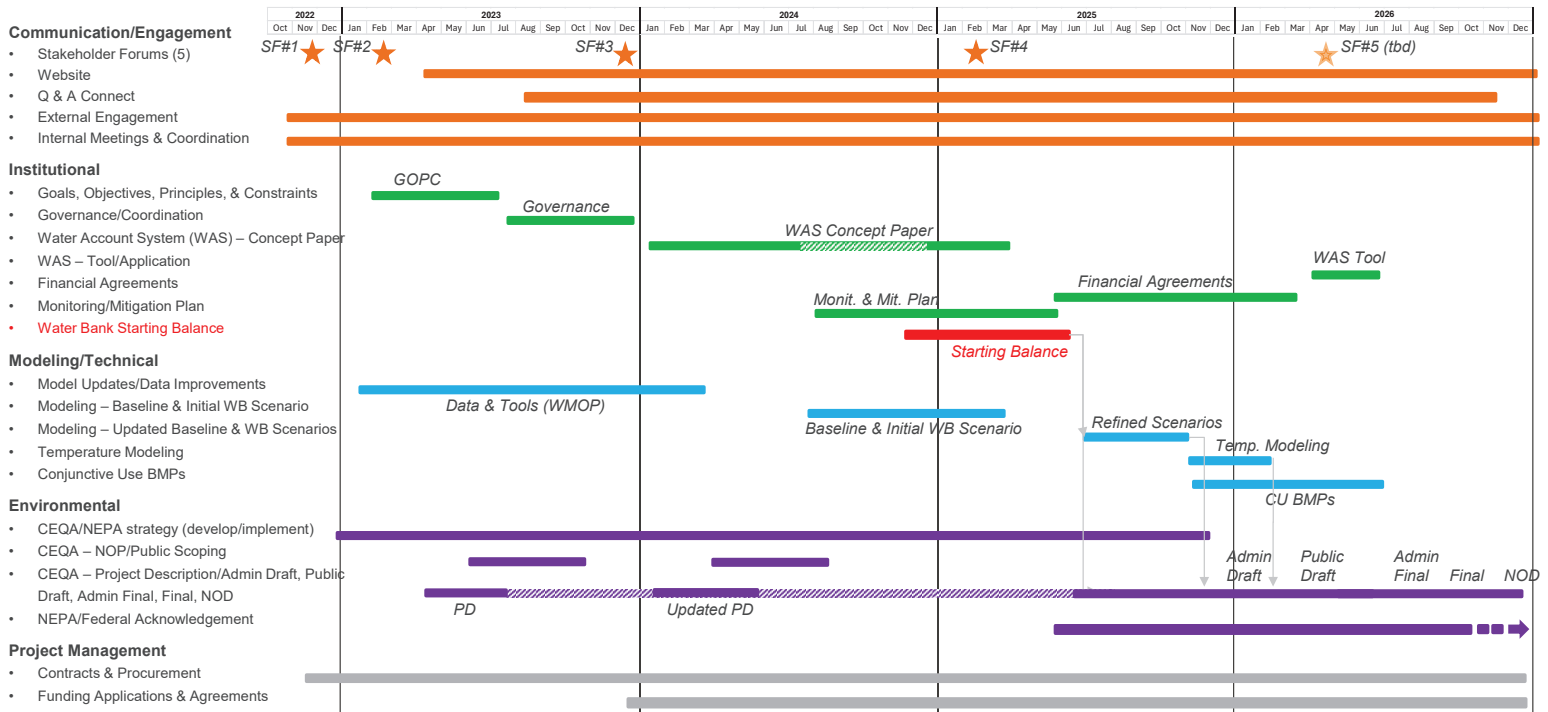 2022 2023 2024 2025 2026
Oct Nov Dec Jan Feb Mar Apr May Jun Jul Aug Sep Oct Nov Dec Jan Feb Mar Apr May Jun Jul Aug Sep Oct Nov Dec Jan Feb Mar Apr May Jun Jul Aug Sep Oct Nov Dec Jan Feb Mar Apr May Jun Jul Aug Sep Oct Nov Dec
Communication/Engagement
• Stakeholder Forums (5)
SF#1 SF#2 SF#3 SF#4 SF#5 (tbd)
• Website
• Q & A Connect
• External Engagement
• Internal Meetings & Coordination
Institutional
GOPC
• Goals, Objectives, Principles, & Constraints
Governance
• Governance/Coordination
WAS Concept Paper
• Water Account System (WAS) – Concept Paper
WAS Tool
• WAS – Tool/Application
Financial Agreements
• Financial Agreements
Monit. & Mit. Plan
• Monitoring/Mitigation Plan
• Water Bank Starting Balance
Starting Balance
Modeling/Technical
• Model Updates/Data Improvements
Data & Tools (WMOP)
• Modeling – Baseline & Initial WB Scenario
Baseline & Initial WB Scenario
Refined Scenarios
• Modeling – Updated Baseline & WB Scenarios
Temp. Modeling
• Temperature Modeling
• Conjunctive Use BMPs
CU BMPs
Environmental
• CEQA/NEPA strategy (develop/implement)
• CEQA – NOP/Public Scoping
Admin Draft
Public Draft
Admin Final
Final
NOD
• CEQA – Project Description/Admin Draft, Public
Draft, Admin Final, Final, NOD
PD
Updated PD
• NEPA/Federal Acknowledgement
Project Management
• Contracts & Procurement
• Funding Applications & Agreements